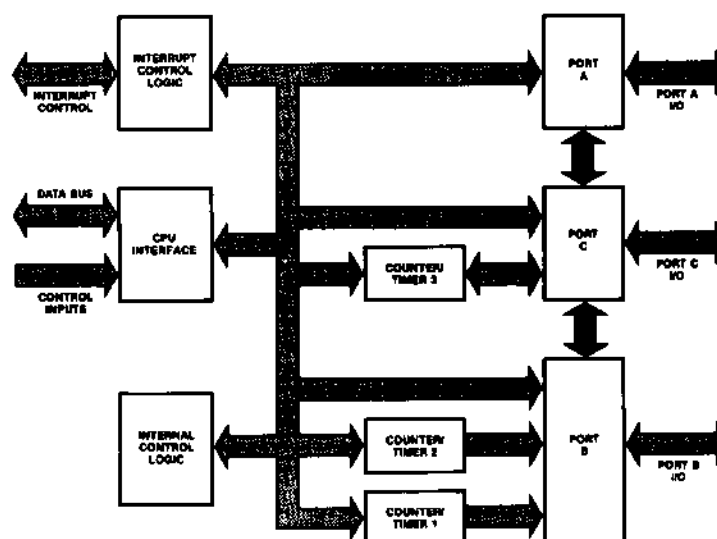 INTERRUPT
CONTROL
LOGIC
INTERRUPT
CONTROL
PORT
A
PORT A
I/O
DATA BUS
CPU
INTERFACE
CONTROL
INPUTS
PORT
C
PORT C
I/O
COUNTER/
TIMER 3
INTERNAL
CONTROL
LOGIC
COUNTER/
TIMER 2
PORT
B
PORT B
I/O
COUNTER/
TIMER 1